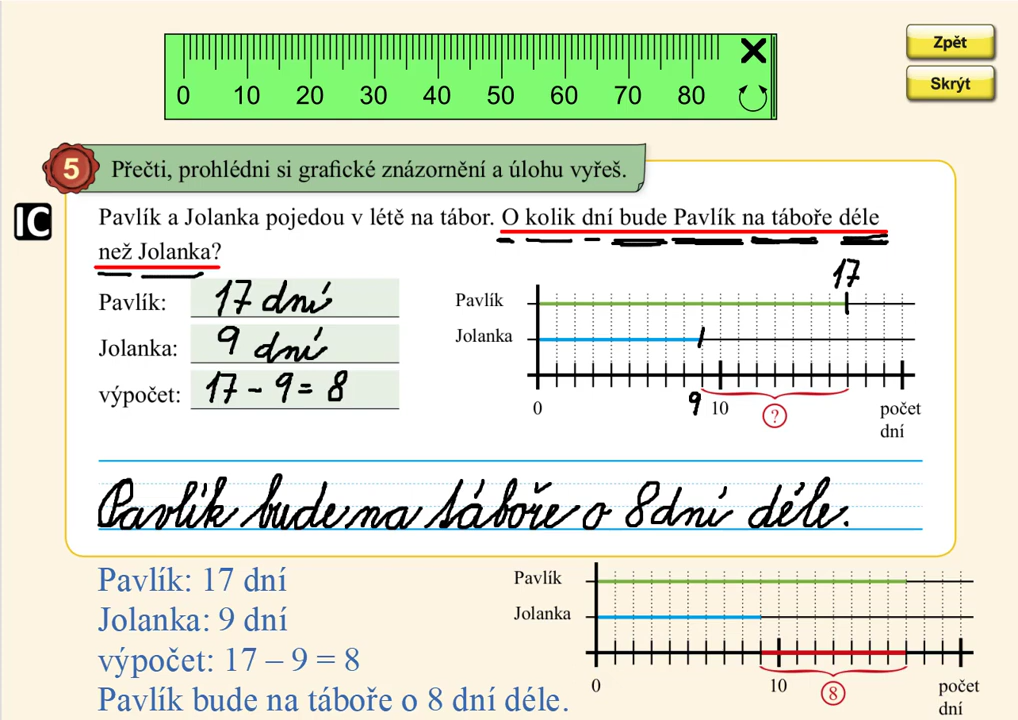 Zpět
Skrýt
0 10 20 30 40 50 60 70 80
5 Přečti, prohlédni si grafické znázornění a úlohu vyřeš.
IC
Pavlík a Jolanka pojedou v létě na tábor. O kolik dní bude Pavlík na táboře déle
než Jolanka?
17
Pavlík: 17 dní
Jolanka: 9 dní
výpočet: 17 - 9 = 8
Pavlík
Jolanka
0 9 10 ? počet
dní
Pavlík bude na táboře o 8 dní déle.
Pavlík: 17 dní
Jolanka: 9 dní
výpočet: 17 – 9 = 8
Pavlík bude na táboře o 8 dní déle.
Pavlík
Jolanka
0 10 8 počet
dní